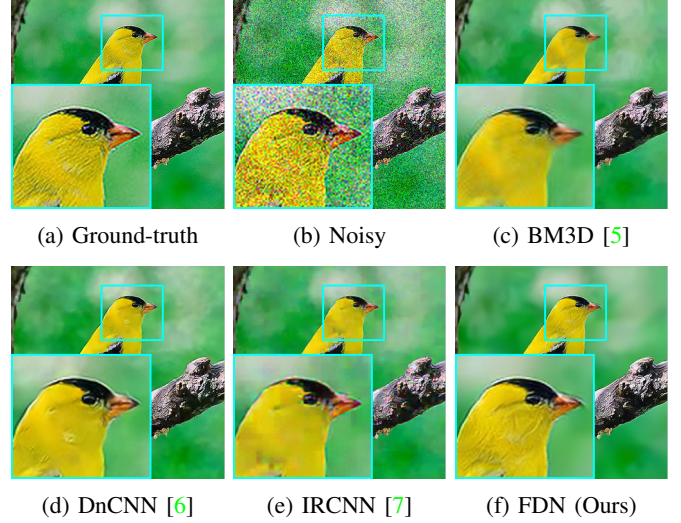 (a) Ground-truth
(b) Noisy
(c) BM3D [5]
(d) DnCNN [6]
(e) IRCNN [7]
(f) FDN (Ours)